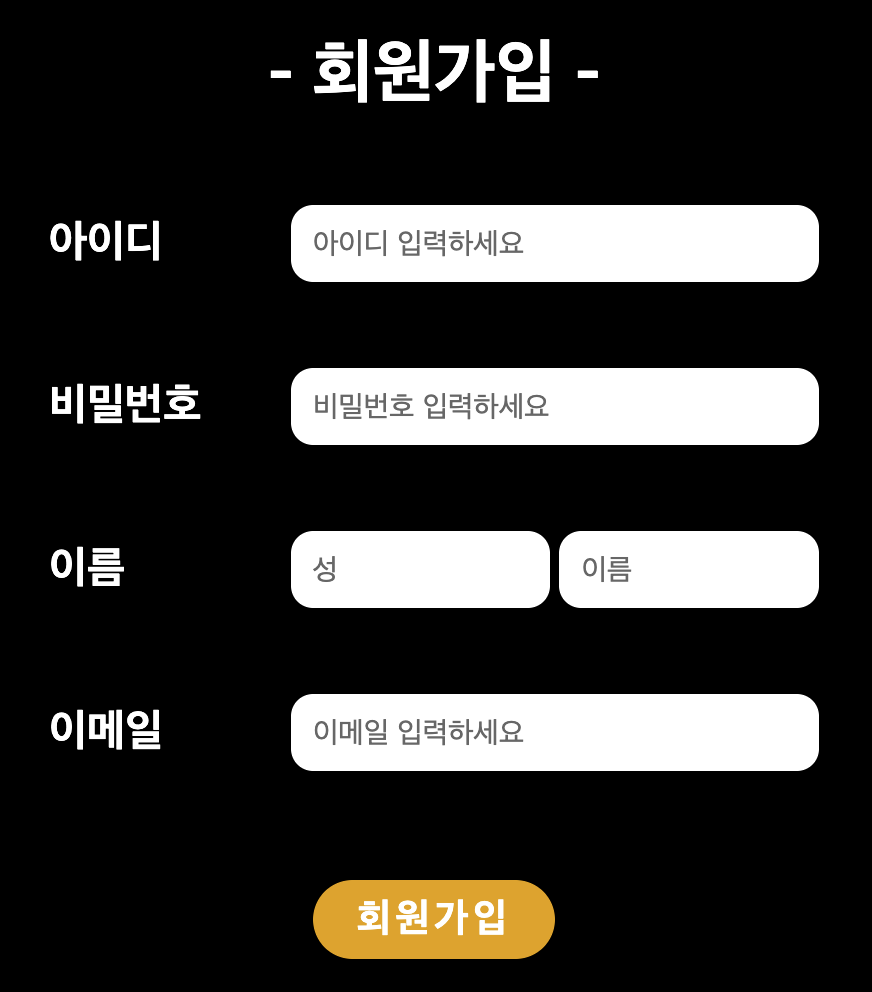 - 회원가입 -
아이디 아이디 입력하세요
비밀번호 비밀번호 입력하세요
이름 성 이름
이메일 이메일 입력하세요
회원가입